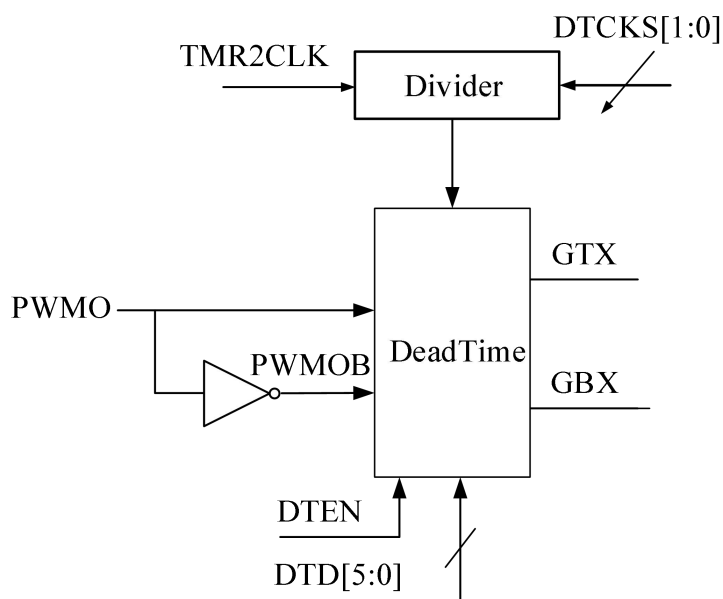 DTCKS[1:0]
TMR2CLK
Divider
GTX
PWMO
DeadTime
PWMOB
GBX
DTEN
DTD[5:0]